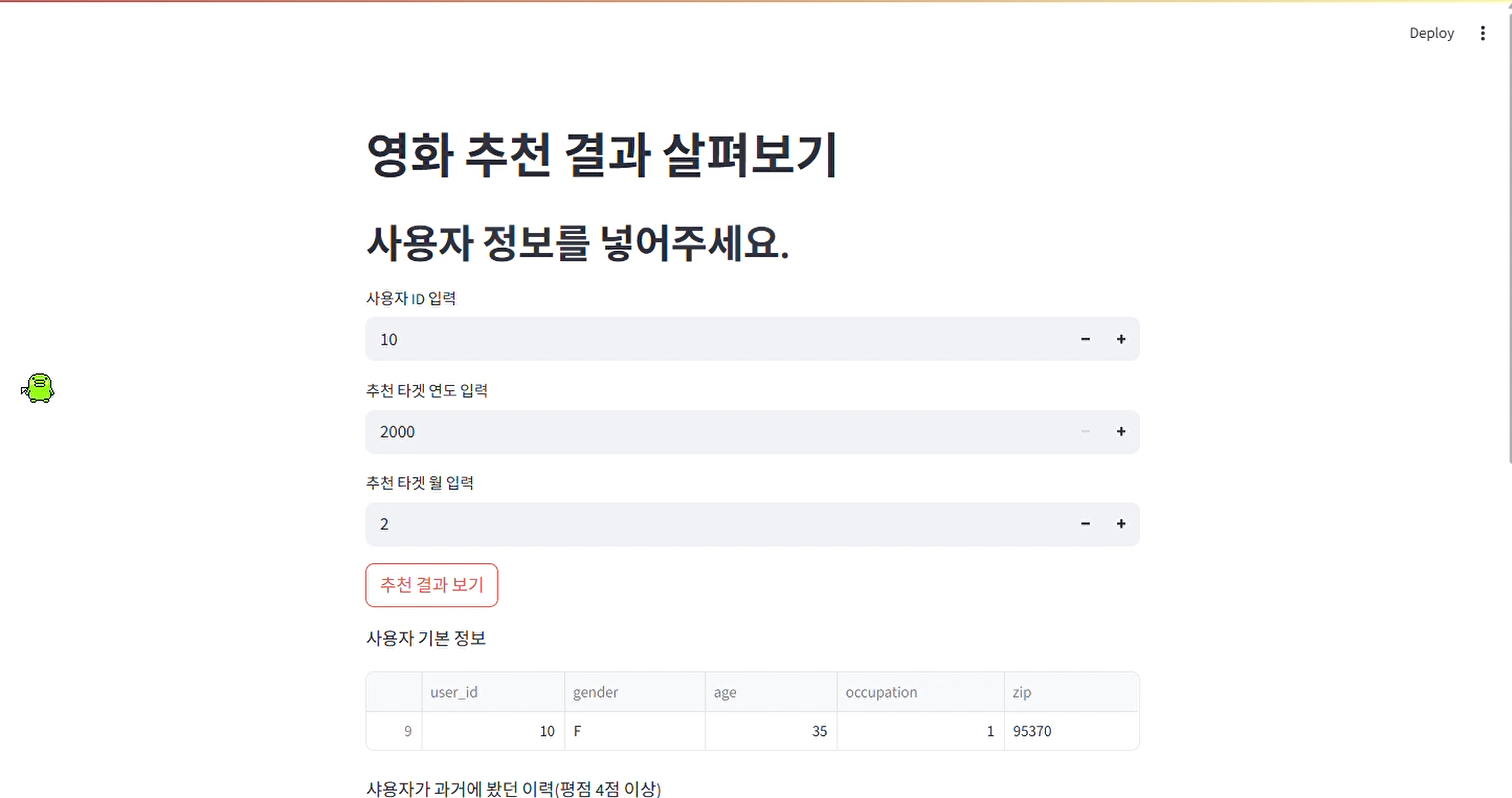 Deploy
영화 추천 결과 살펴보기
사용자 정보를 넣어주세요.
사용자 ID 입력
10
추천 타겟 연도 입력
2000
추천 타겟 월 입력
2
추천 결과 보기
사용자 기본 정보
user_id gender age occupation zip
9 10 F 35 1 95370
샤용자가 과거에 봤던 이력(평점 4점 이상)